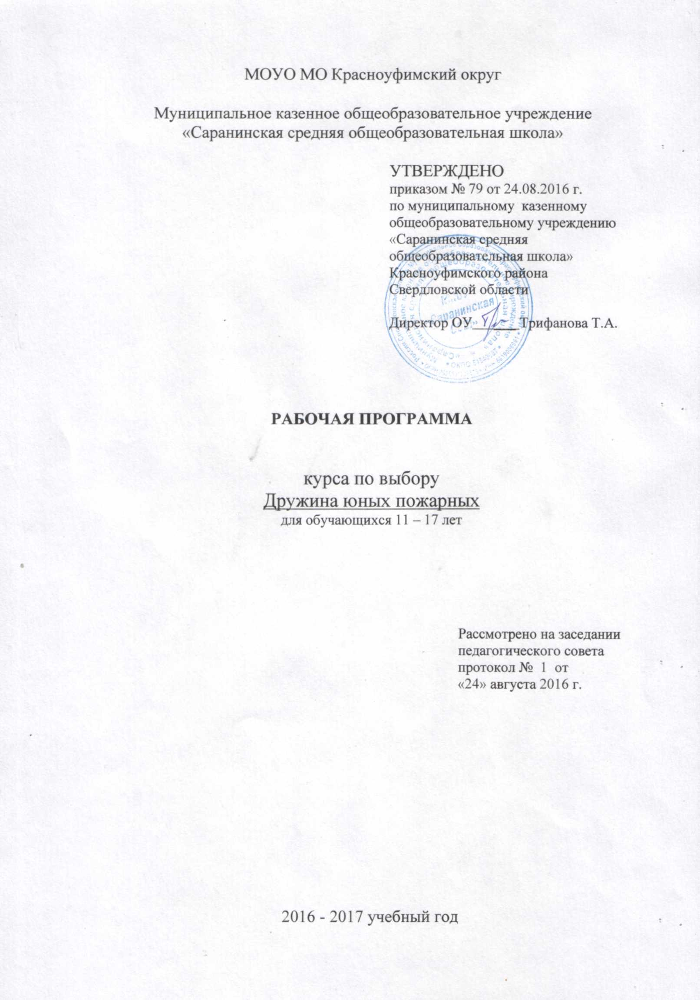 МОУО МО Красноуфимский округ
Муниципальное казенное общеобразовательное учреждение
«Саранинская средняя общеобразовательная школа»
УТВЕРЖДЕНО
приказом № 79 от 24.08.2016 г.
по муниципальному казенному
общеобразовательному учреждению
«Саранинская средняя
общеобразовательная школа»
Красноуфимского района
Свердловской области
Директор ОУ______Трифанова Т.А.
Саранинская
РАБОЧАЯ ПРОГРАММА
курса по выбору
Дружина юных пожарных
для обучающихся 11 – 17 лет
Рассмотрено на заседании
педагогического совета
протокол № 1 от
«24» августа 2016 г.
2016 - 2017 учебный год